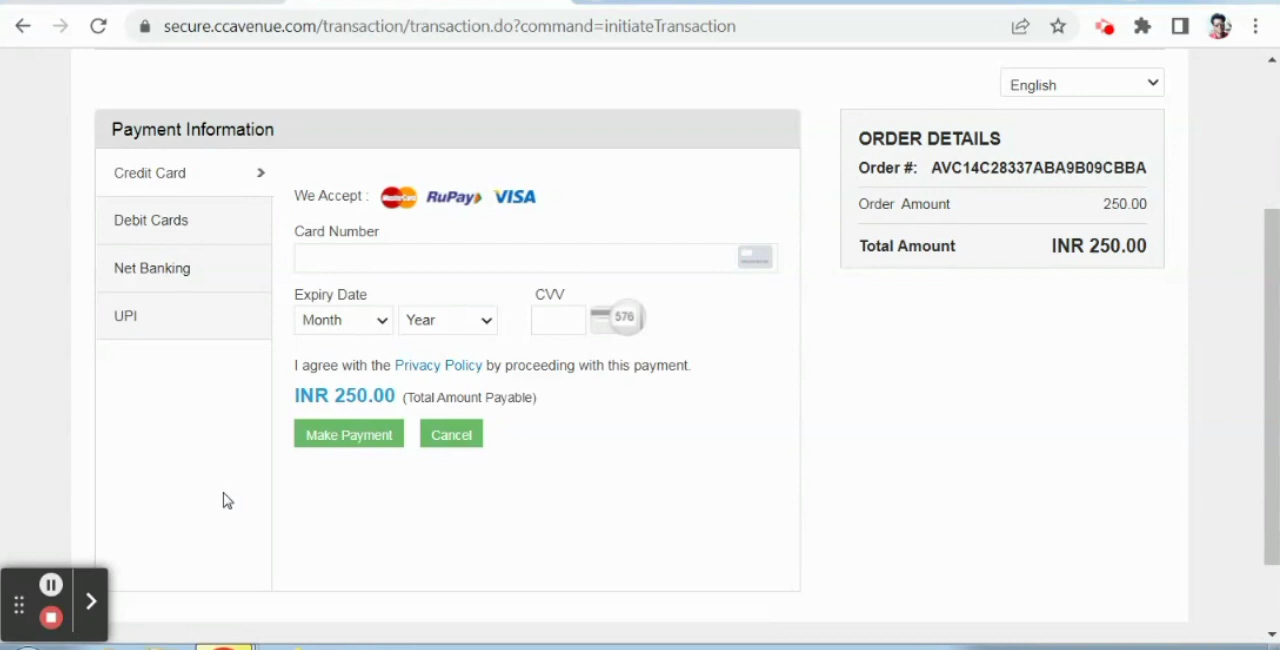 secure.ccavenue.com/transaction/transaction.do?command=initiateTransaction
English
Payment Information
Credit Card
Debit Cards
Net Banking
UPI
We Accept : MasterCard RuPay VISA
Card Number
Expiry Date CVV
Month Year 576
I agree with the Privacy Policy by proceeding with this payment.
INR 250.00 (Total Amount Payable)
Make Payment Cancel
ORDER DETAILS
Order #: AVC14C28337ABA9B09CBBA
Order Amount 250.00
Total Amount INR 250.00